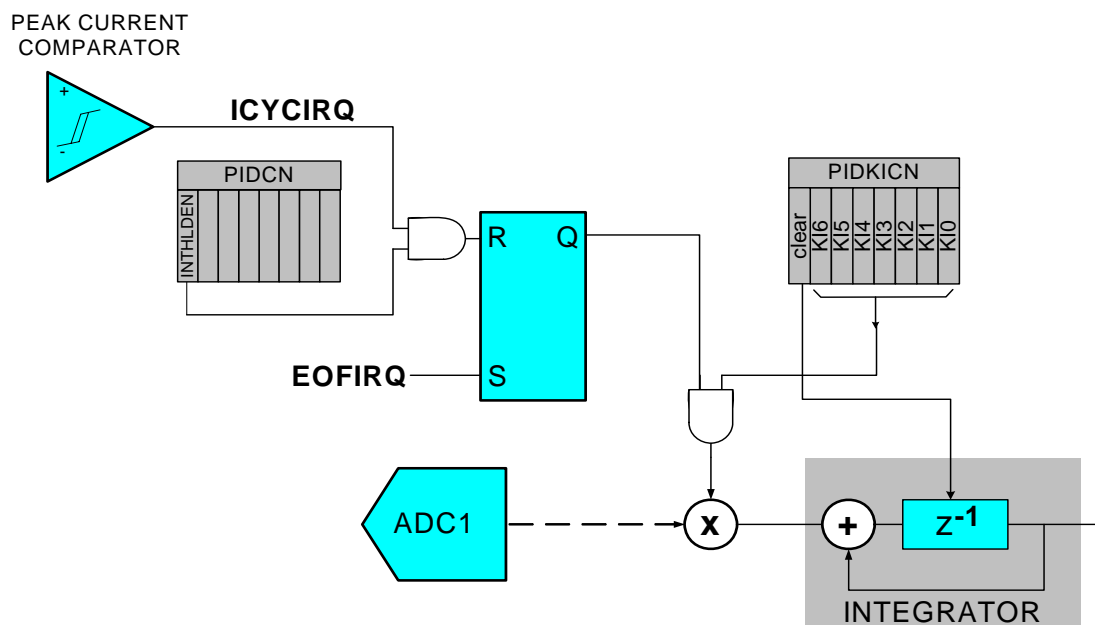 PEAK CURRENT
COMPARATOR
+
-
ICYCIRQ
PIDCN
INTHLDEN
PIDKICN
clear
KI6
KI5
KI4
KI3
KI2
KI1
KI0
R
Q
EOFIRQ
S
ADC1
X
+
z-1
INTEGRATOR